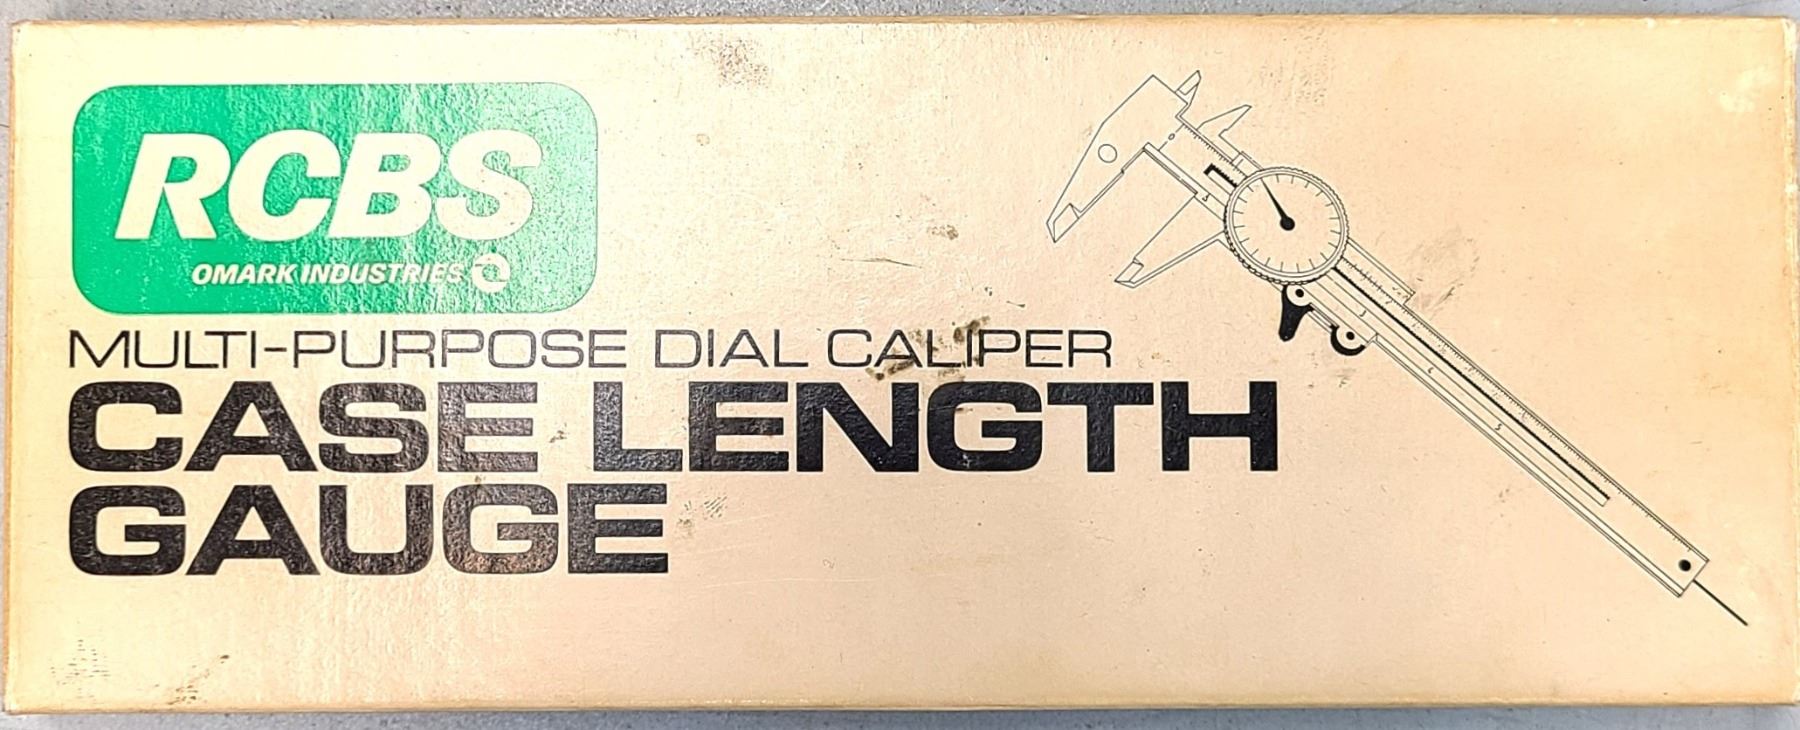 RCBS
OMARK INDUSTRIES
MULTI-PURPOSE DIAL CALIPER
CASE LENGTH
GAUGE